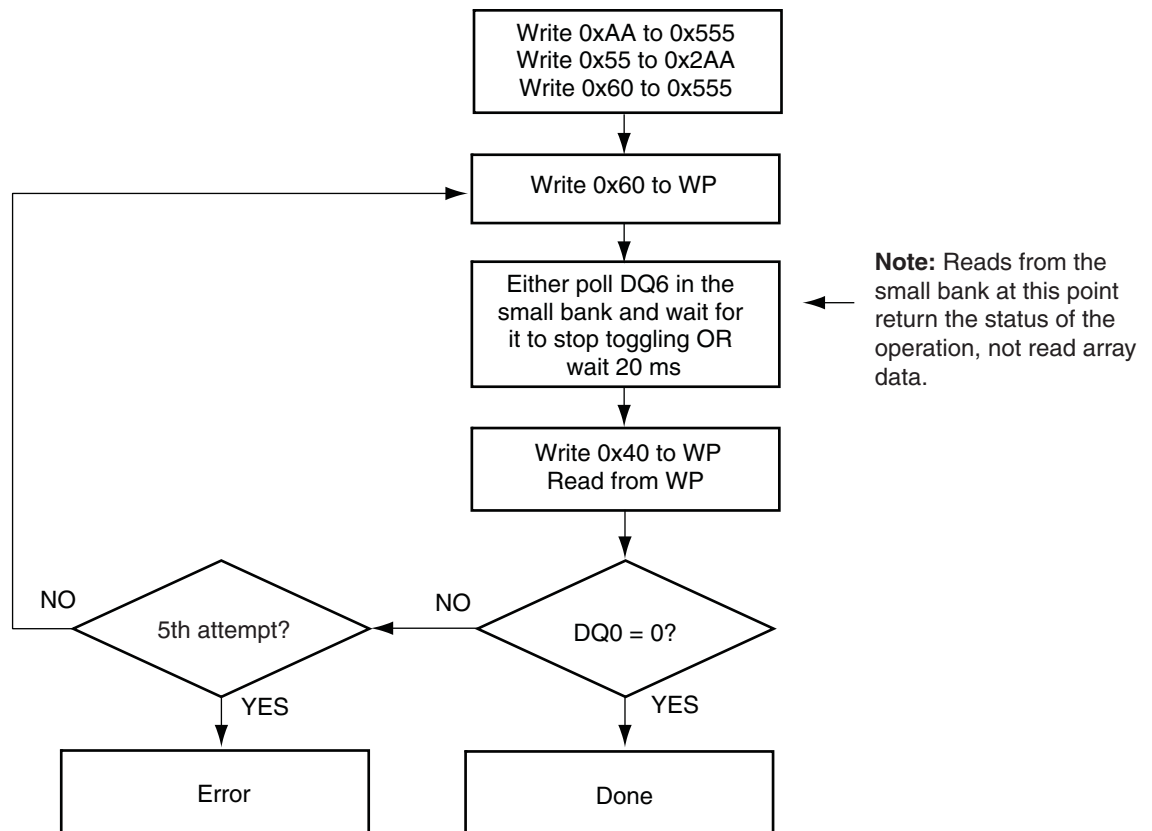 Write 0xAA to 0x555
Write 0x55 to 0x2AA
Write 0x60 to 0x555
Write 0x60 to WP
Either poll DQ6 in the
small bank and wait for
it to stop toggling OR
wait 20 ms
Note: Reads from the
small bank at this point
return the status of the
operation, not read array
data.
Write 0x40 to WP
Read from WP
NO
5th attempt?
NO
DQ0 = 0?
YES
YES
Error
Done